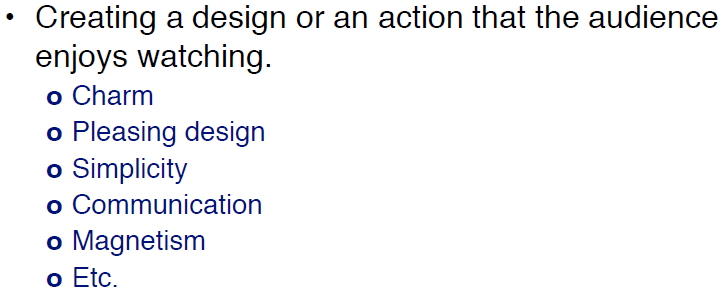 • Creating a design or an action that the audience
enjoys watching.
o Charm
o Pleasing design
o Simplicity
o Communication
o Magnetism
o Etc.